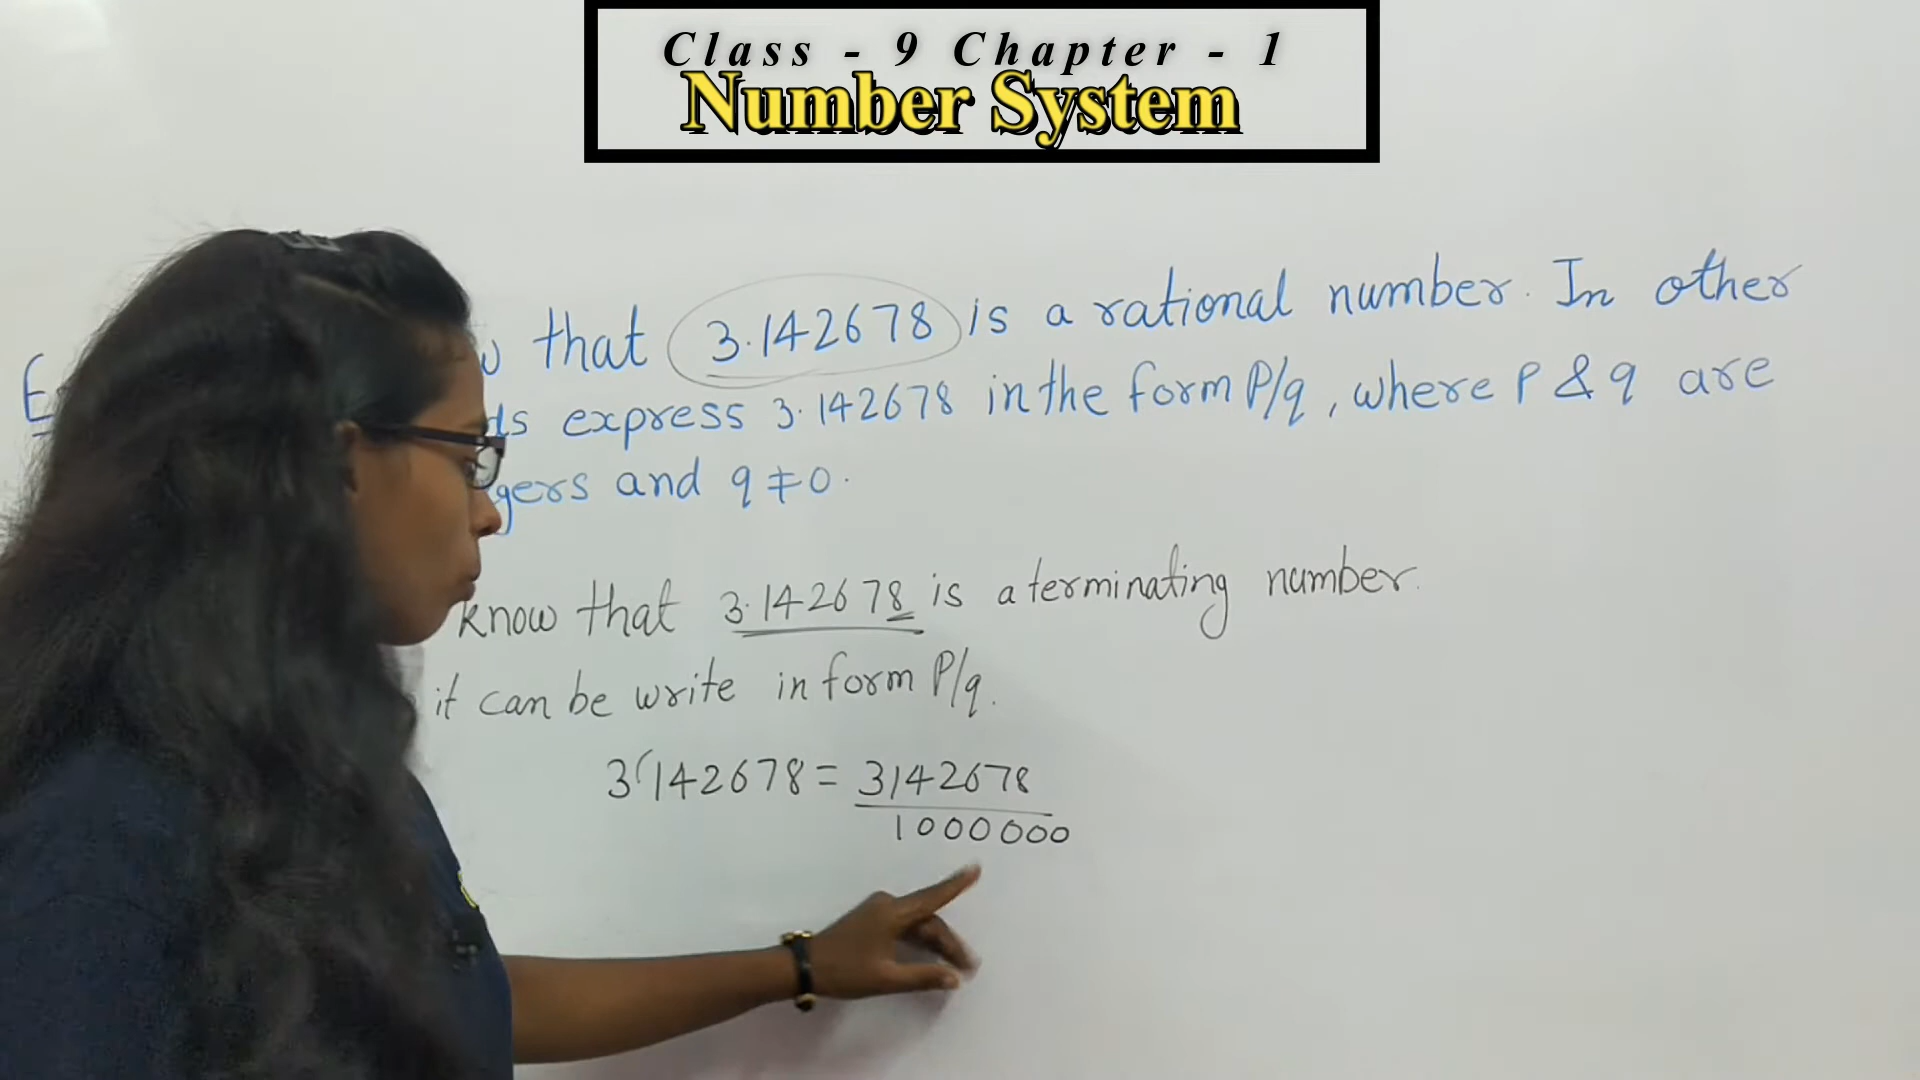 Class - 9 Chapter - 1
Number System
that 3.142678 is a rational number. In other
express 3.142678 in the form P/q, where P & q are
and q ≠ 0.
know that 3.142678 is a terminating number.
it can be write in form P/q.
3.142678 = 3142678
1000000